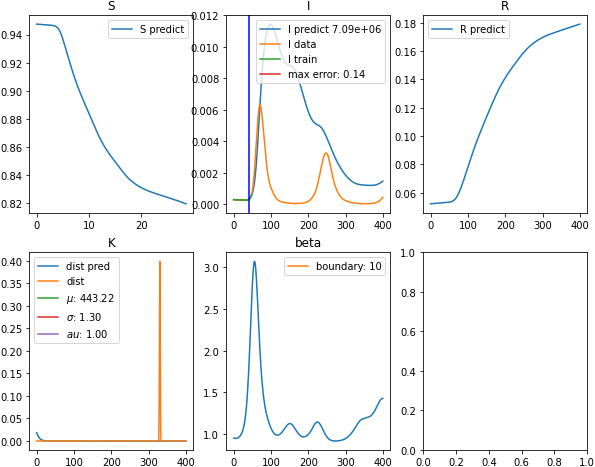 S
S predict
0.94
0.92
0.90
0.88
0.86
0.84
0.82
0 10 20
I
I predict 7.09e+06
I data
I train
max error: 0.14
0.012
0.010
0.008
0.006
0.004
0.002
0.000
0 100 200 300 400
R
R predict
0.18
0.16
0.14
0.12
0.10
0.08
0.06
0 100 200 300 400
K
dist pred
dist
μ: 443.22
σ: 1.30
au: 1.00
0.40
0.35
0.30
0.25
0.20
0.15
0.10
0.05
0.00
0 100 200 300 400
beta
boundary: 10
3.0
2.5
2.0
1.5
1.0
0 100 200 300 400
1.0
0.8
0.6
0.4
0.2
0.0
0.0 0.2 0.4 0.6 0.8 1.0